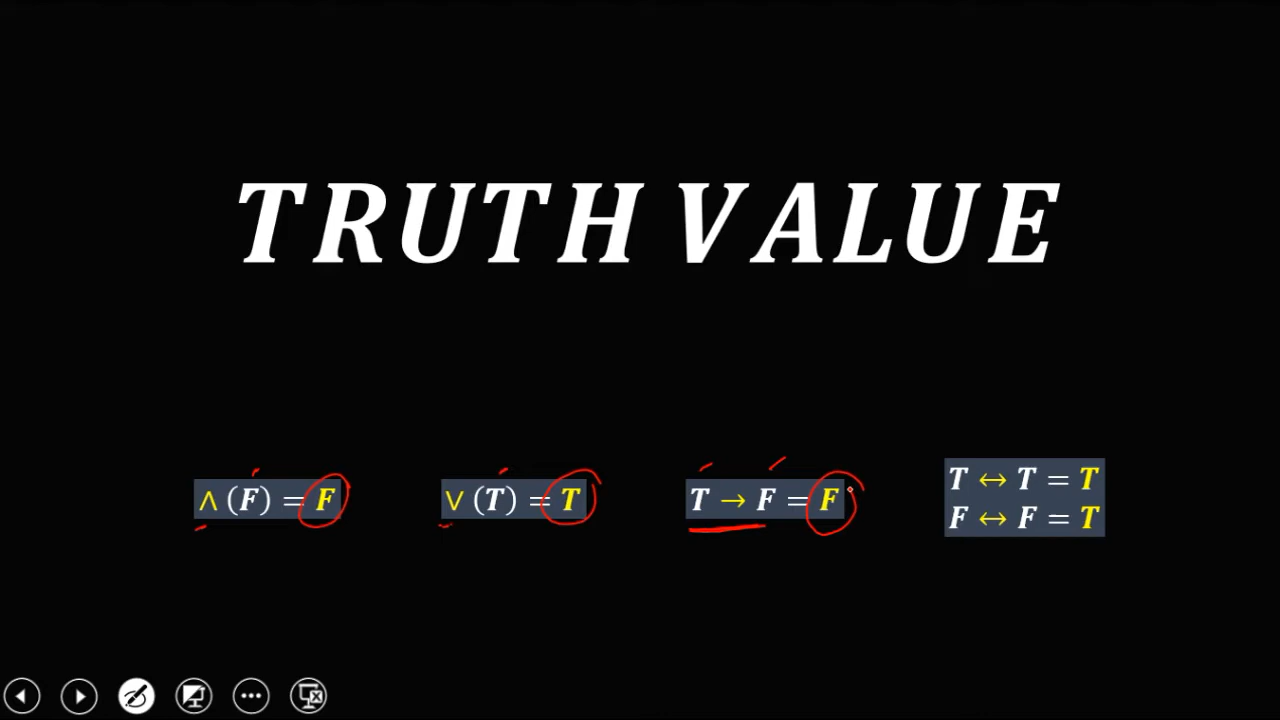 TRUTH VALUE
∧ (F) = F
∨ (T) = T
T → F = F
T ↔ T = T
F ↔ F = T